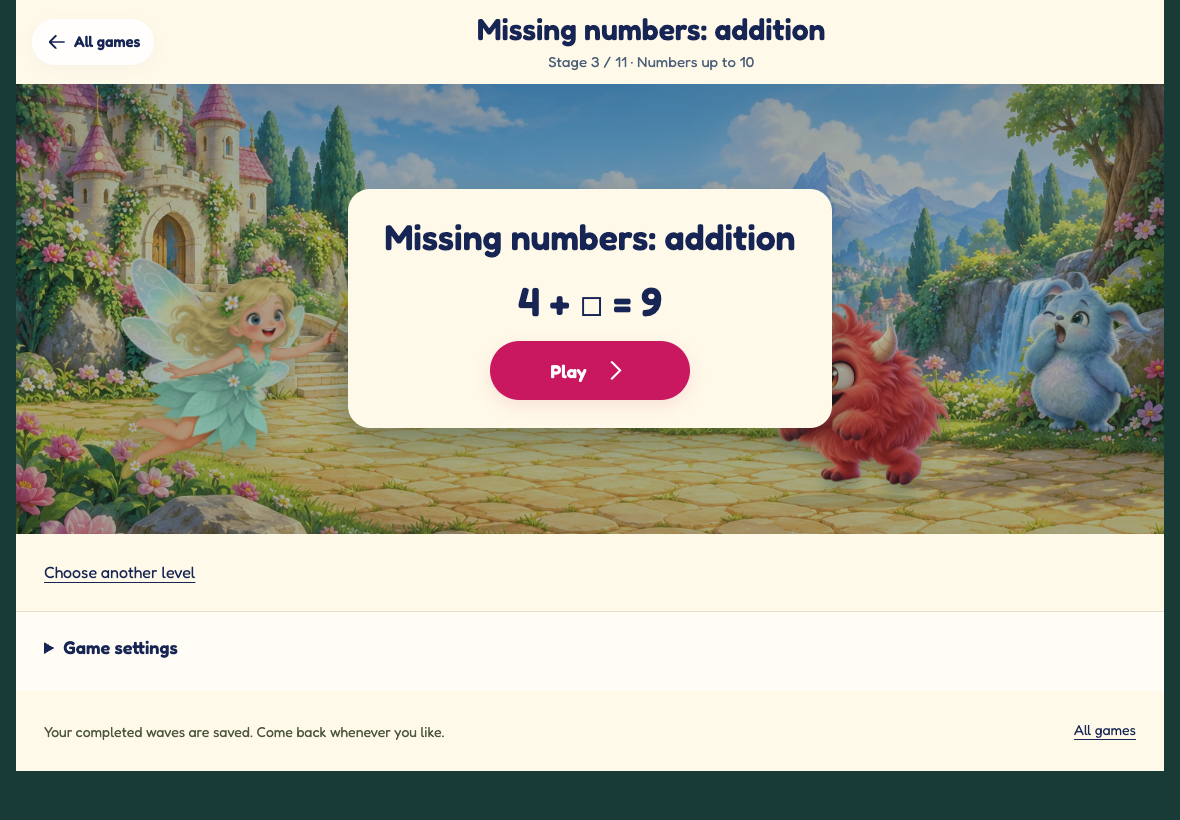 All games
Missing numbers: addition
Stage 3 / 11 · Numbers up to 10
Missing numbers: addition
4 + □ = 9
Play
Choose another level
Game settings
Your completed waves are saved. Come back whenever you like.
All games